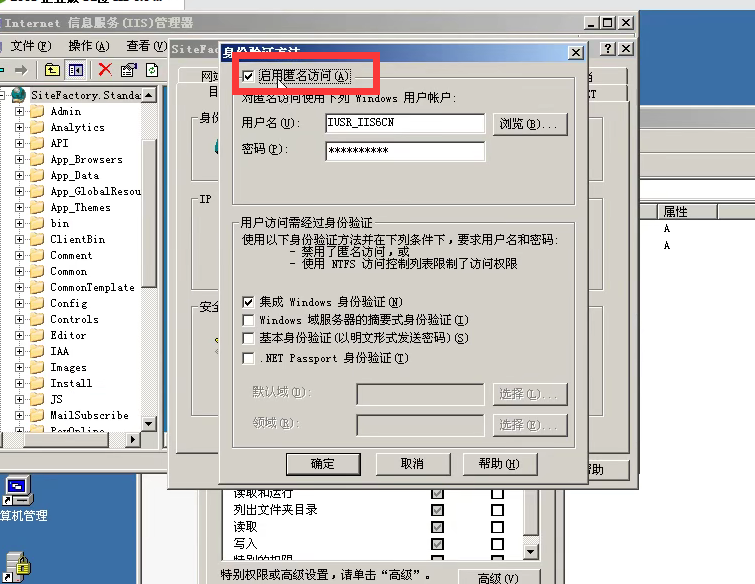 Internet 信息服务(IIS)管理器
文件(F) 操作(A) 查看(V)
SiteFactory.Standa
Admin
Analytics
API
App_Browsers
App_Data
App_GlobalResou
App_Themes
bin
ClientBin
Comment
Common
CommonTemplate
Config
Controls
Editor
IAA
Images
Install
JS
MailSubscribe
PayOnline
SiteFac
网站
目
身份
IP
安全
身份验证方法
启用匿名访问(A)
对匿名访问使用下列 Windows 用户帐户:
用户名(U): IUSR_IIS6CN 浏览(B)...
密码(P): **********
用户访问需经过身份验证
使用以下身份验证方法并在下列条件下，要求用户名和密码:
- 禁用了匿名访问，或
- 使用 NTFS 访问控制列表限制了访问权限
集成 Windows 身份验证(N)
Windows 域服务器的摘要式身份验证(I)
基本身份验证(以明文形式发送密码)(S)
.NET Passport 身份验证(T)
默认域(D): 选择(L)...
领域(R): 选择(E)...
确定 取消 帮助(H)
帮助
属性
A
A
算机管理
读取和运行
列出文件夹目录
读取
写入
特别的权限
特别权限或高级设置，请单击“高级”。
高级(V)